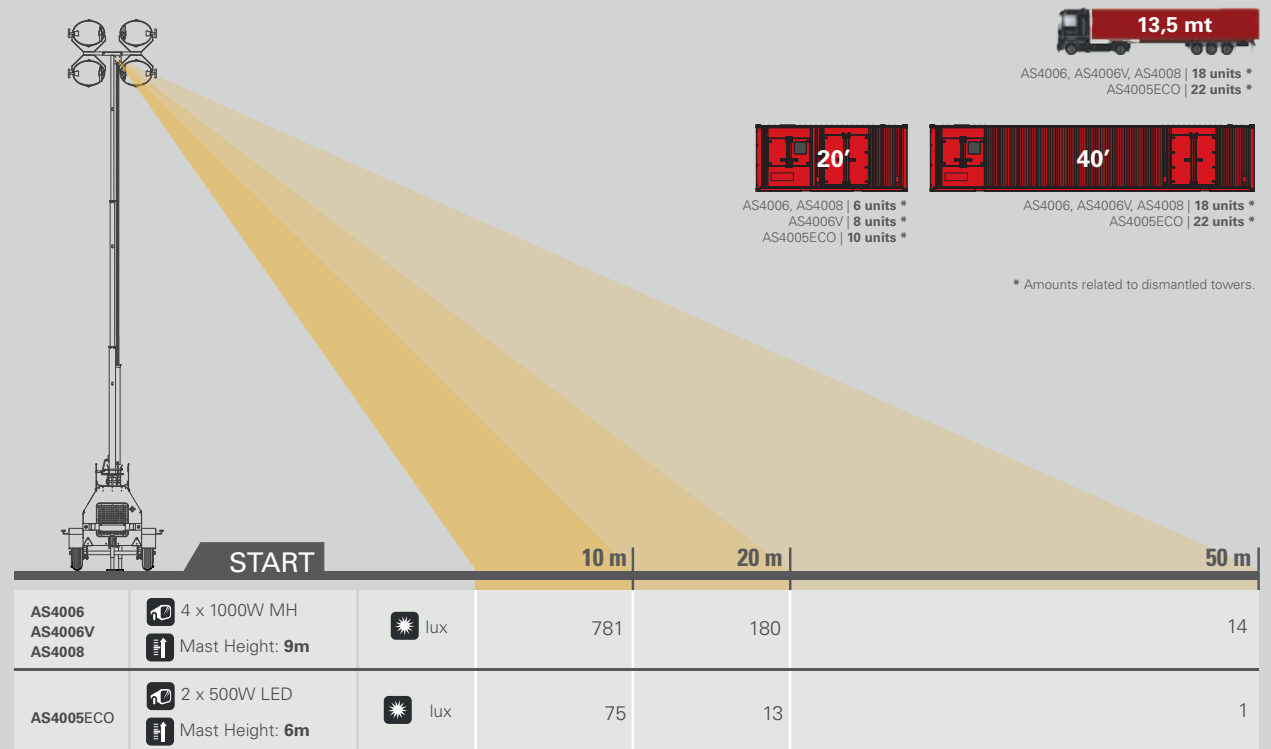 13,5 mt
AS4006, AS4006V, AS4008 | 18 units *
AS4005ECO | 22 units *
20’
40’
AS4006, AS4008 | 6 units *
AS4006V | 8 units *
AS4005ECO | 10 units *
AS4006, AS4006V, AS4008 | 18 units *
AS4005ECO | 22 units *
* Amounts related to dismantled towers.
START
10 m
20 m
50 m
AS4006
AS4006V
AS4008
4 x 1000W MH
Mast Height: 9m
lux
781
180
14
AS4005ECO
2 x 500W LED
Mast Height: 6m
lux
75
13
1